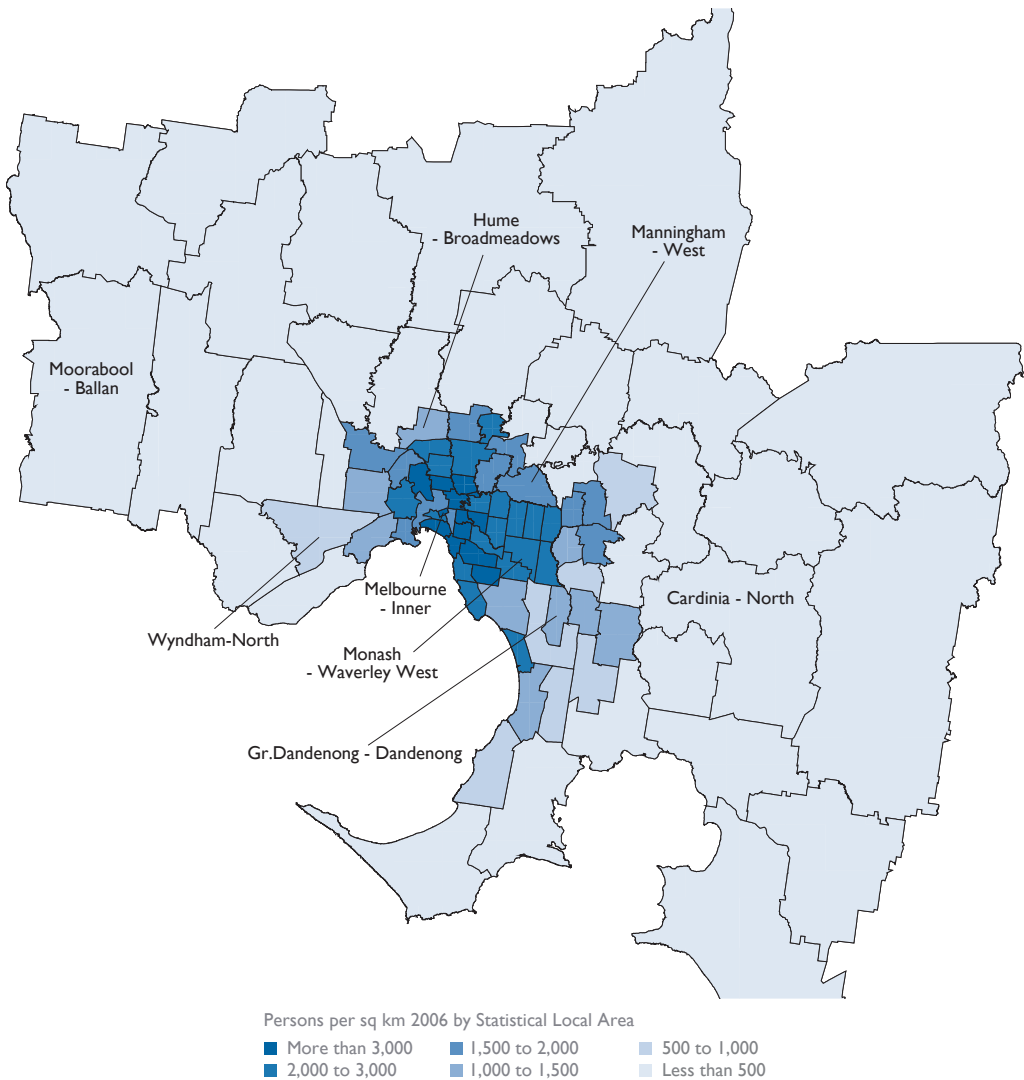 Hume
- Broadmeadows
Manningham
- West
Moorabool
- Ballan
Melbourne
- Inner
Cardinia - North
Wyndham-North
Monash
- Waverley West
Gr.Dandenong - Dandenong
Persons per sq km 2006 by Statistical Local Area
More than 3,000
1,500 to 2,000
500 to 1,000
2,000 to 3,000
1,000 to 1,500
Less than 500